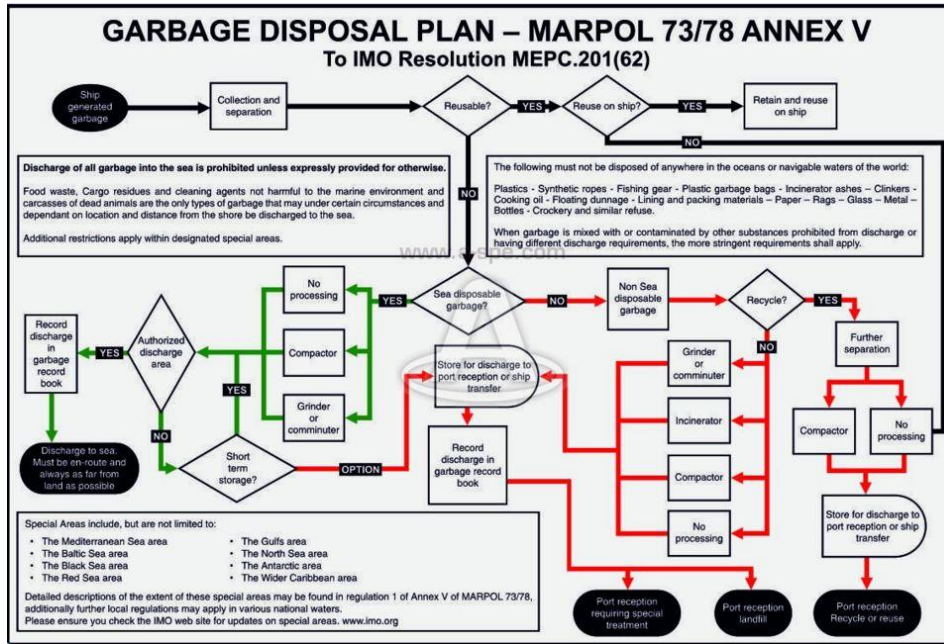 GARBAGE DISPOSAL PLAN – MARPOL 73/78 ANNEX V
To IMO Resolution MEPC.201(62)
Ship
generated
garbage
Collection and
separation
Reusable?
YES
Reuse on ship?
YES
Retain and reuse
on ship
NO
NO
Discharge of all garbage into the sea is prohibited unless expressly provided for otherwise.
Food waste, Cargo residues and cleaning agents not harmful to the marine environment and
carcasses of dead animals are the only types of garbage that may under certain circumstances and
dependant on location and distance from the shore be discharged to the sea.
Additional restrictions apply within designated special areas.
The following must not be disposed of anywhere in the oceans or navigable waters of the world:
Plastics - Synthetic ropes - Fishing gear - Plastic garbage bags - Incinerator ashes – Clinkers -
Cooking oil - Floating dunnage - Lining and packing materials – Paper – Rags – Glass – Metal –
Bottles - Crockery and similar refuse.
When garbage is mixed with or contaminated by other substances prohibited from discharge or
having different discharge requirements, the more stringent requirements shall apply.
www.a-spe.com
Sea disposable
garbage?
YES
NO
No
processing
Compactor
Grinder
or
comminuter
Authorized
discharge
area
YES
NO
YES
Record
discharge
in
garbage
record
book
Discharge to sea.
Must be en-route and
always as far from
land as possible
Short
term
storage?
OPTION
Store for discharge to
port reception or ship
transfer
Record
discharge in
garbage record
book
Non Sea
disposable
garbage
Recycle?
YES
NO
Grinder
or
comminuter
Incinerator
Compactor
No
processing
Further
separation
Compactor
No
processing
Store for discharge to
port reception or ship
transfer
Port reception
requiring special
treatment
Port reception
landfill
Port reception
Recycle or reuse
Special Areas include, but are not limited to:
• The Mediterranean Sea area
• The Baltic Sea area
• The Black Sea area
• The Red Sea area
• The Gulfs area
• The North Sea area
• The Antarctic area
• The Wider Caribbean area
Detailed descriptions of the extent of these special areas may be found in regulation 1 of Annex V of MARPOL 73/78,
additionally further local regulations may apply in various national waters.
Please ensure you check the IMO web site for updates on special areas. www.imo.org